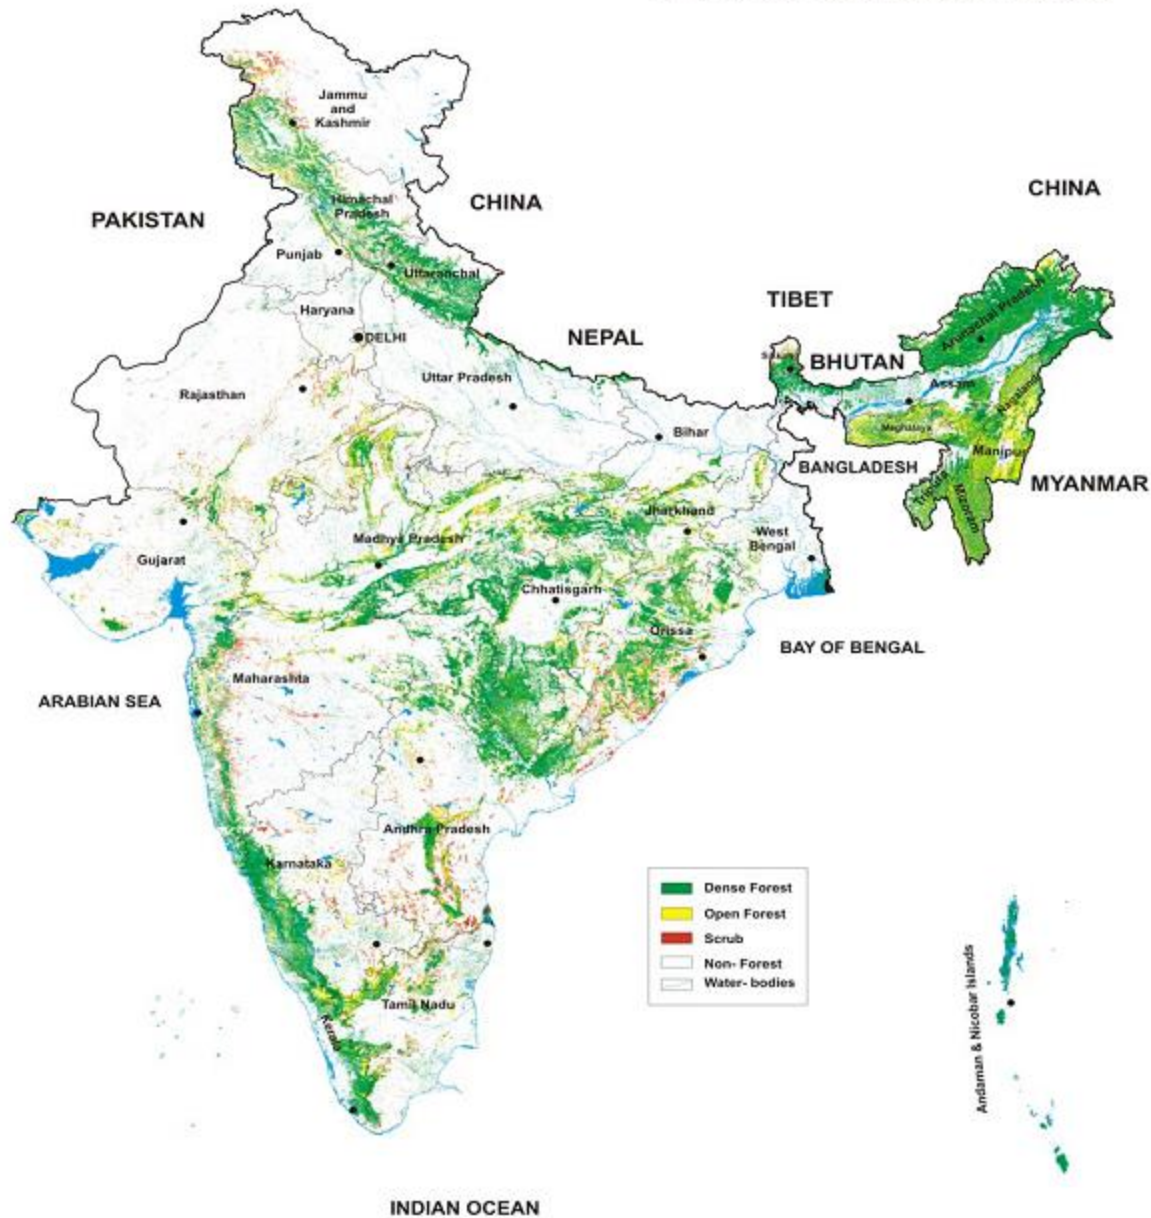 Jammu
and
Kashmir
CHINA
CHINA
PAKISTAN
Himachal
Pradesh
Punjab
Uttaranchal
TIBET
Haryana
DELHI
NEPAL
Arunachal Pradesh
BHUTAN
Rajasthan
Uttar Pradesh
Assam
Nagaland
Bihar
Meghalaya
Manipur
BANGLADESH
MYANMAR
Tripura
Mizoram
Jharkhand
Madhya Pradesh
West
Bengal
Gujarat
Chhatisgarh
Orissa
BAY OF BENGAL
Maharashta
ARABIAN SEA
Andhra Pradesh
Karnataka
Dense Forest
Open Forest
Scrub
Non- Forest
Water- bodies
Tamil Nadu
Kerala
Andaman & Nicobar Islands
INDIAN OCEAN